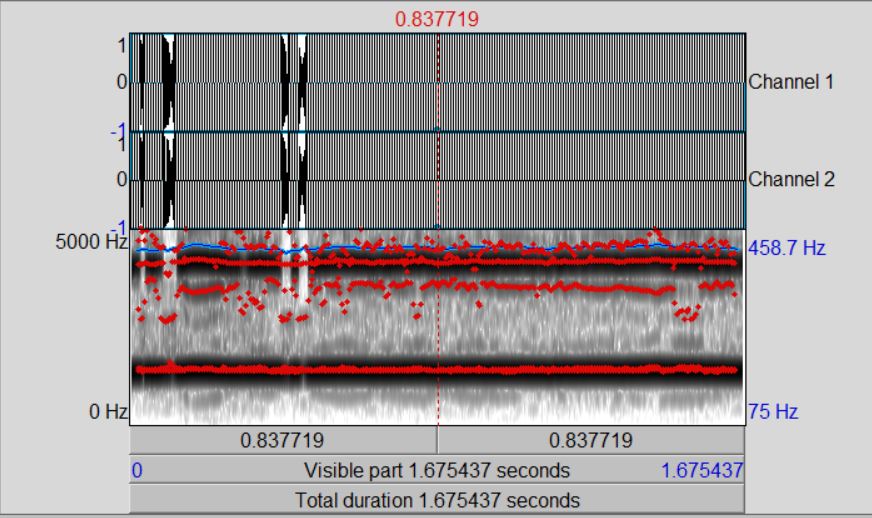 0.837719
1
0
-1
Channel 1
1
0
-1
Channel 2
5000 Hz
458.7 Hz
0 Hz
75 Hz
0.837719 0.837719
0 Visible part 1.675437 seconds 1.675437
Total duration 1.675437 seconds